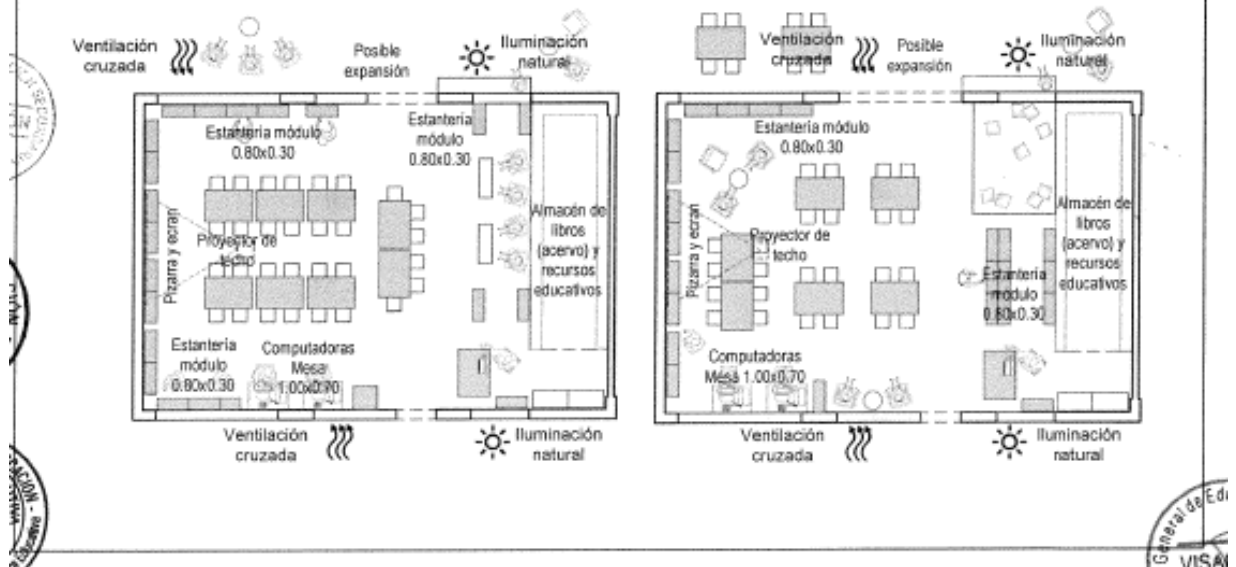 Ventilación
cruzada
Posible
expansión
Iluminación
natural
Estantería módulo
0.80x0.30
Estantería
módulo
0.80x0.30
Pizarra y ecran
Proyector de
techo
Almacén de
libros
(acervo) y
recursos
educativos
Estantería
módulo
0.80x0.30
Computadoras
Mesa
1.00x0.70
Ventilación
cruzada
Iluminación
natural
Ventilación
cruzada
Posible
expansión
Iluminación
natural
Estantería módulo
0.80x0.30
Pizarra y ecran
Proyector de
techo
Almacén de
libros
(acervo) y
recursos
educativos
Estantería
módulo
0.80x0.30
Computadoras
Mesa 1.00x0.70
Ventilación
cruzada
Iluminación
natural
General de Edu
VISA